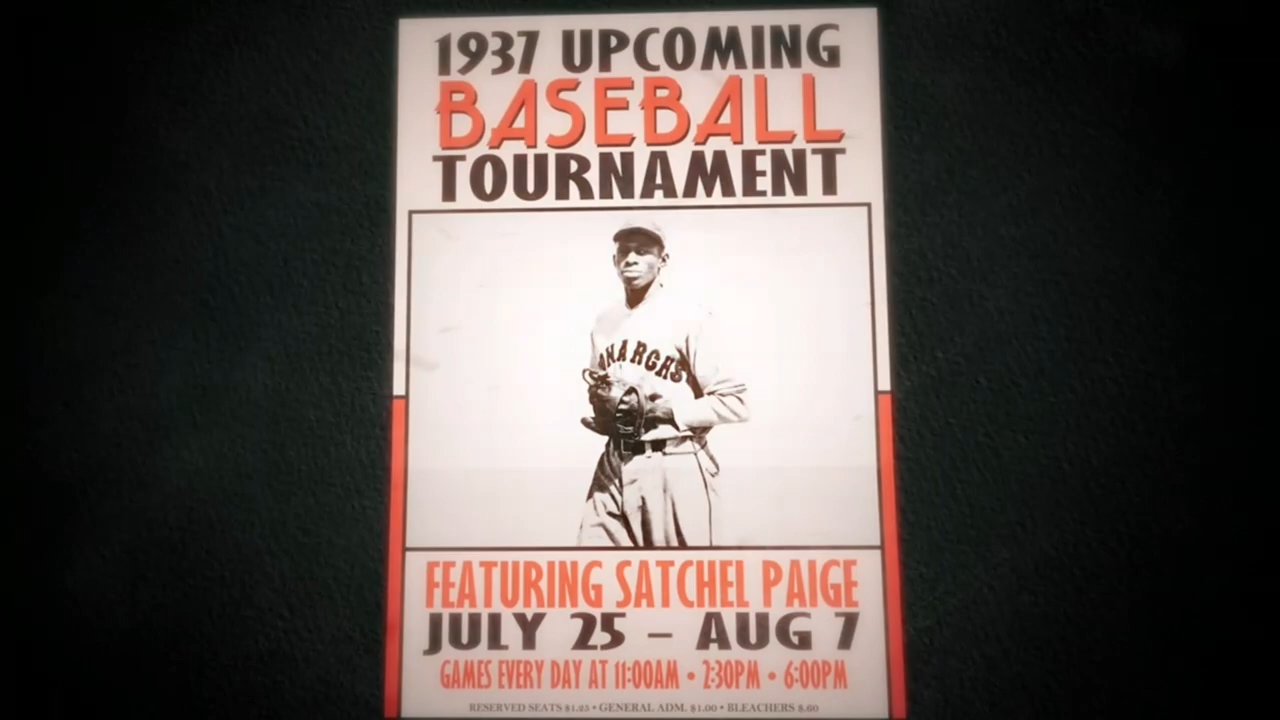 1937 UPCOMING
BASEBALL
TOURNAMENT
ONARCHS
FEATURING SATCHEL PAIGE
JULY 25 – AUG 7
GAMES EVERY DAY AT 11:00AM • 2:30PM • 6:00PM
RESERVED SEATS $1.25 • GENERAL ADM. $1.00 • BLEACHERS $.60